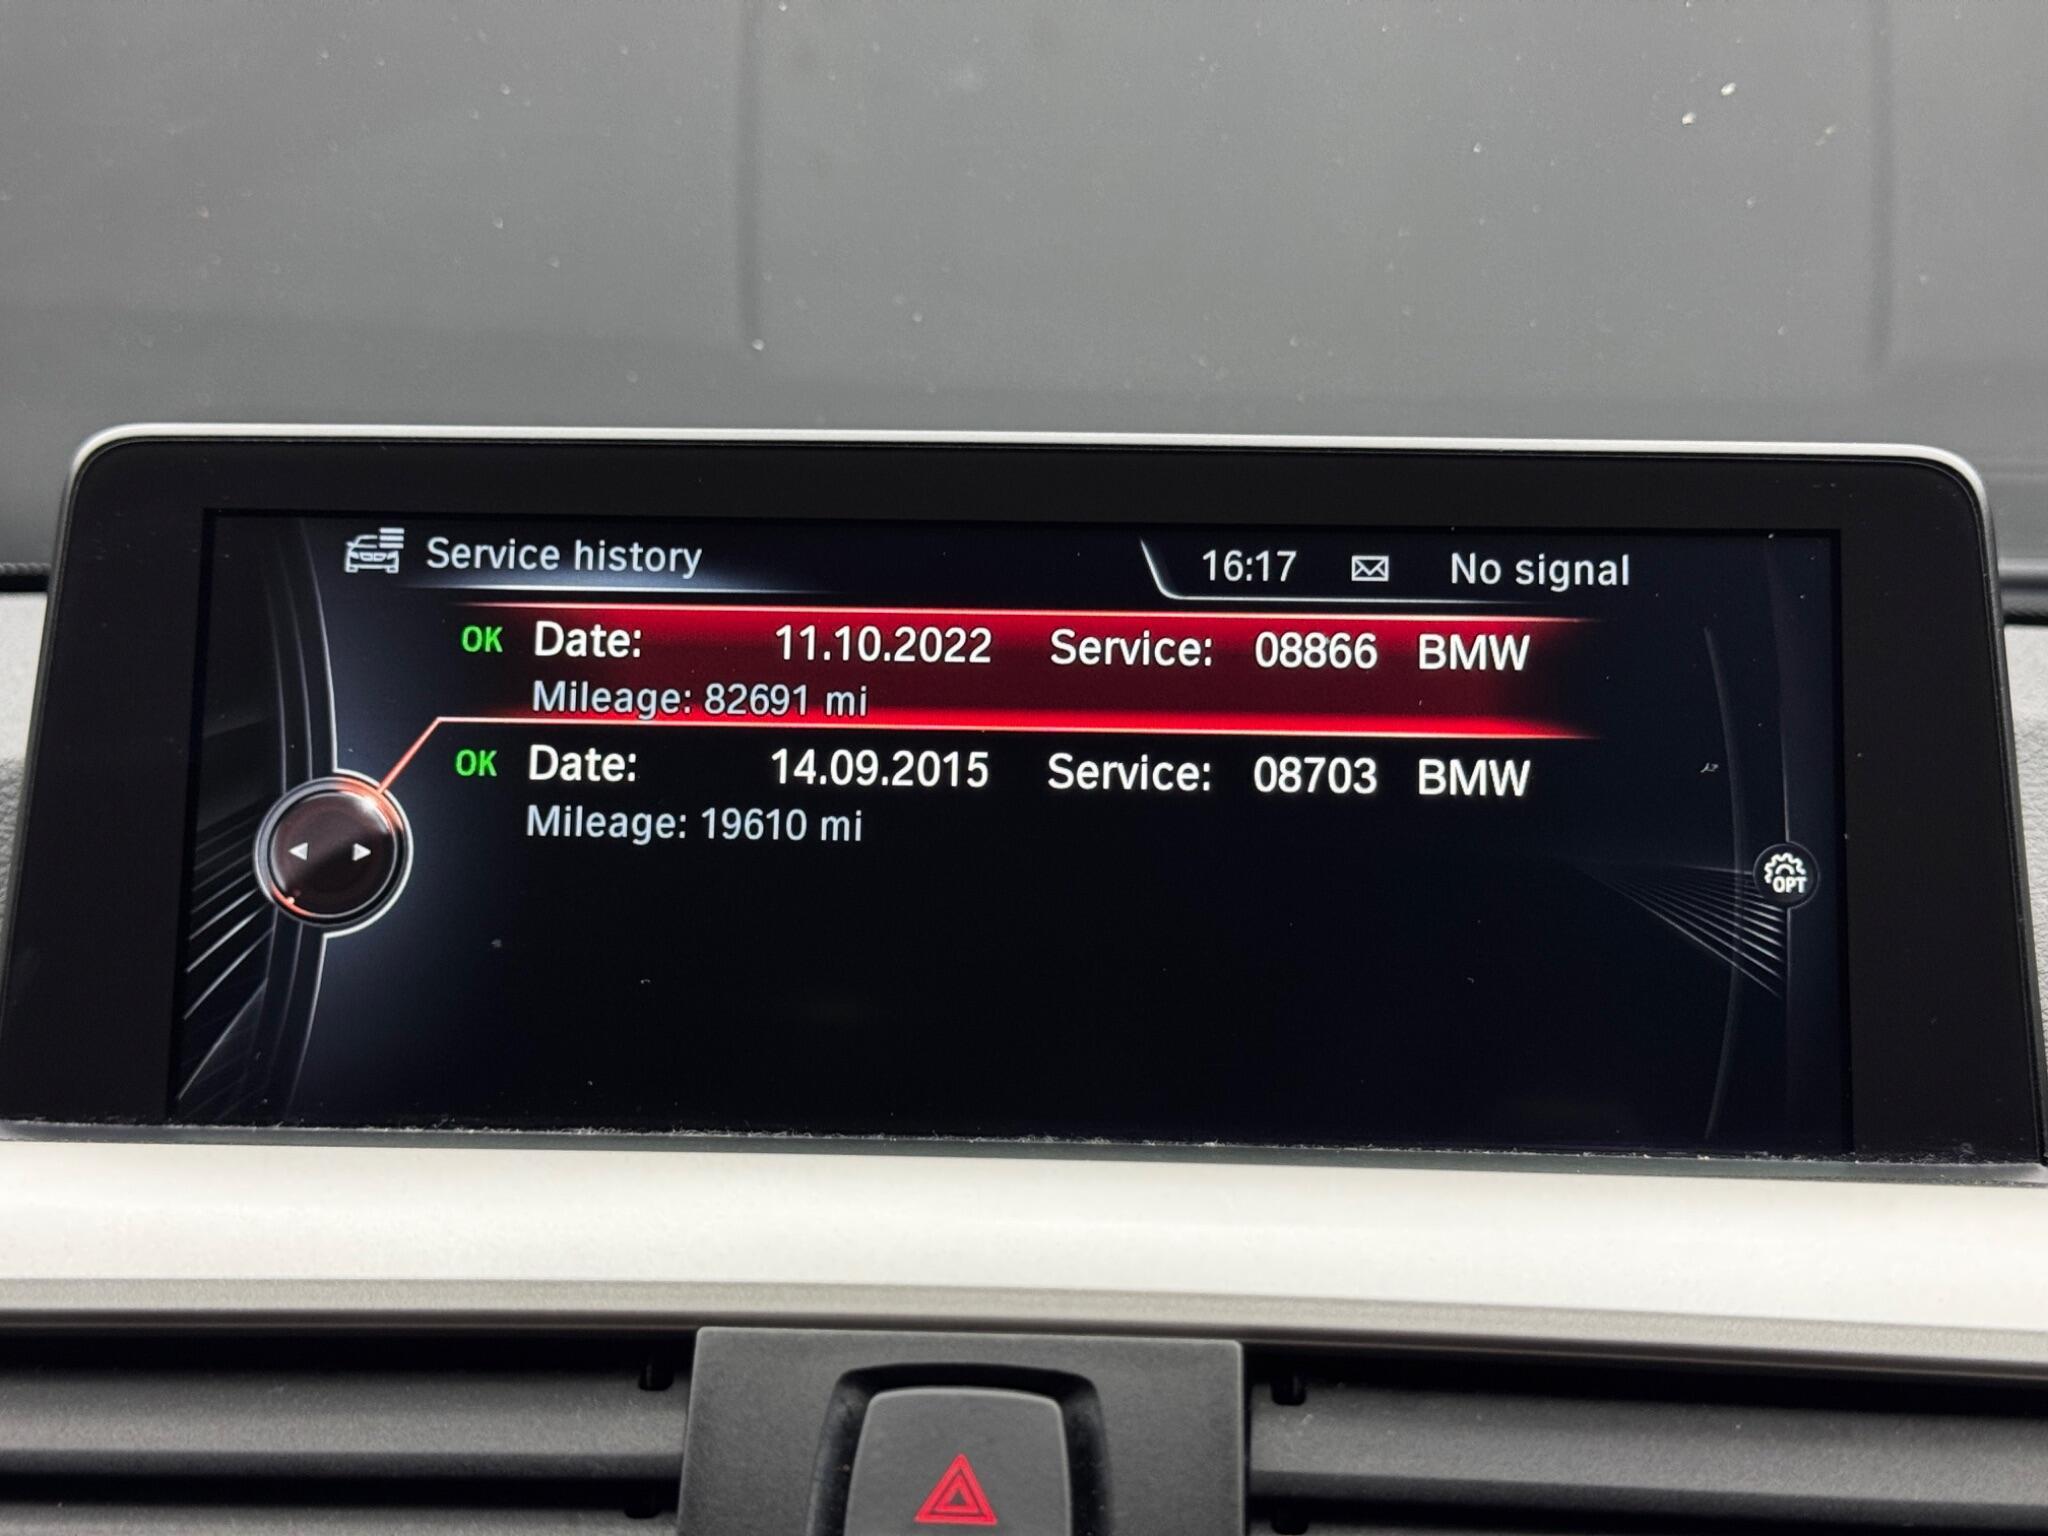 Service history 16:17 No signal
OK Date: 11.10.2022 Service: 08866 BMW
Mileage: 82691 mi
OK Date: 14.09.2015 Service: 08703 BMW
Mileage: 19610 mi
OPT